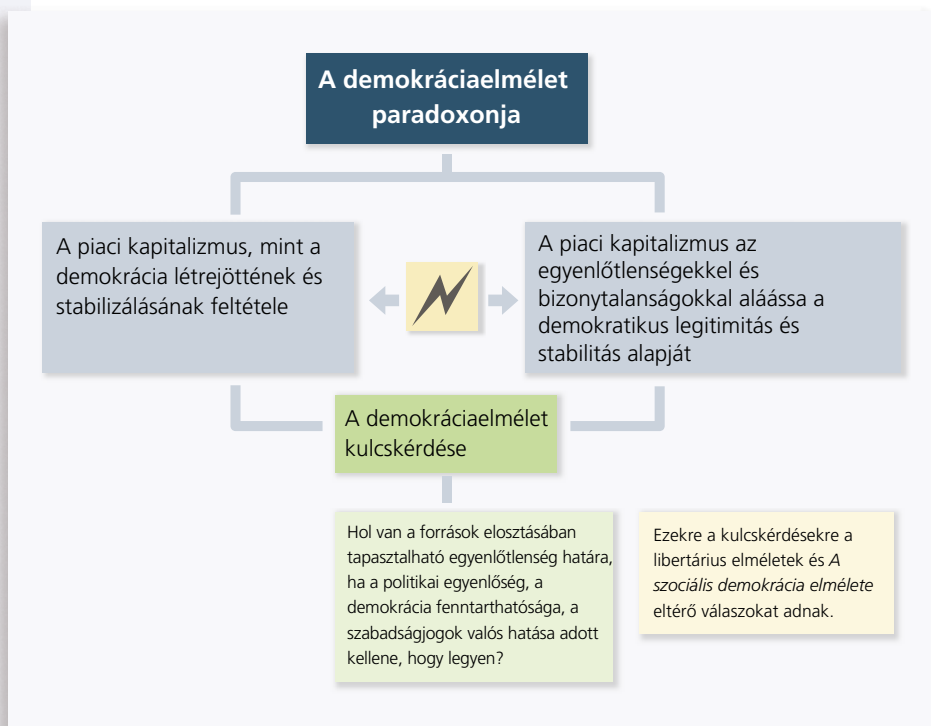 A demokráciaelmélet
paradoxonja
A piaci kapitalizmus, mint a
demokrácia létrejöttének és
stabilizálásának feltétele
A piaci kapitalizmus az
egyenlőtlenségekkel és
bizonytalanságokkal aláássa a
demokratikus legitimitás és
stabilitás alapját
A demokráciaelmélet
kulcskérdése
Hol van a források elosztásában
tapasztalható egyenlőtlenség határa,
ha a politikai egyenlőség, a
demokrácia fenntarthatósága, a
szabadságjogok valós hatása adott
kellene, hogy legyen?
Ezekre a kulcskérdésekre a
libertárius elméletek és A
szociális demokrácia elmélete
eltérő válaszokat adnak.